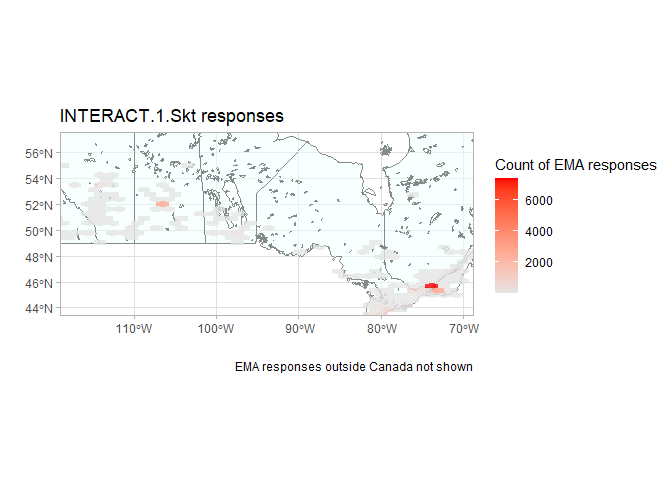 INTERACT.1.Skt responses
56°N
54°N
52°N
50°N
48°N
46°N
44°N
110°W
100°W
90°W
80°W
70°W
Count of EMA responses
6000
4000
2000
EMA responses outside Canada not shown